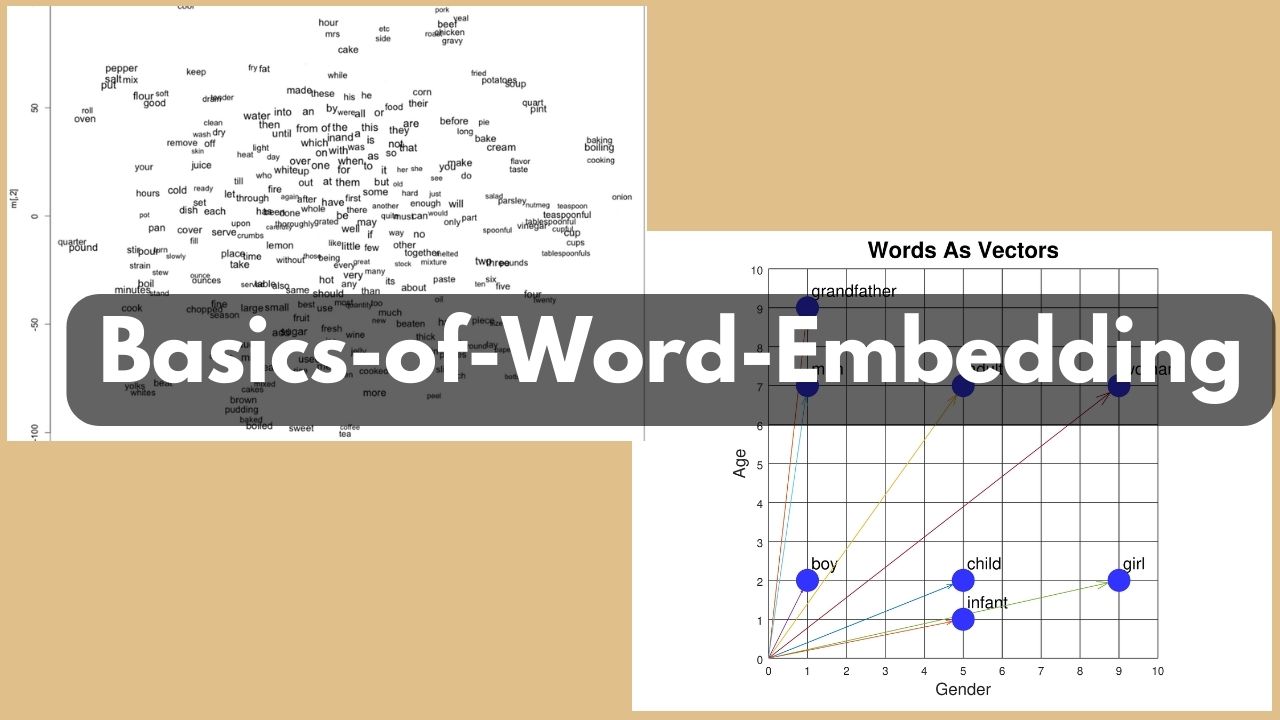 pork
veal
hour
beef
etc
mrs
chicken
side
gravy
cake
pepper
keep
fry fat
fried
salt mix
while
potatoes
put
soup
made these his he
corn
flour soft
good
their
quart
50
roll
into an by were all or food
pint
oven
water
are
before pie
clean
then
from of the this they
wash dry
until
long
remove off
which in and a is not
bake
baking
skin
light
on with was so that
cream
boiling
heat day
over one when as
cooking
your
juice
white up for to it her she
you make
flavor
who
do
taste
till
out at them but old
see
hours cold ready
fire
some
hard just
salad
onion
set
let through again after have first
another enough will
parsley nutmeg teaspoon
dish each
whole there
m[,2]
0
pot
done
be may
quite must can would
teaspoonful
upon thoroughly grated
only part
tablespoonful
pan cover serve carefully
well
spoonful vinegar cupful
fill
crumbs
if way no
cup
quarter
lemon
like little few other
cups
pound
stir pour
together melted
tablespoonfuls
slowly
place time
without those being
strain
take
every great
stock mixture
two three pounds
stew
many
ounce
hot very
paste
six
boil
ounces
table also
any its
ten five
minutes stand
same
should than about
four
cook
chopped fine large small best use most quantity too
oil
twenty
season
fruit
much
-50
sugar
fresh
new
beaten
piece size
wine
thick
cooked
yolks
mixed
whites
cakes
more
peel
brown
pudding
baked
boiled sweet coffee
-100
tea
Basics-of-Word-Embedding
Words As Vectors
10
grandfather
9
8
7
6
5
4
3
boy
child
girl
2
infant
1
0
0 1 2 3 4 5 6 7 8 9 10
Age
Gender